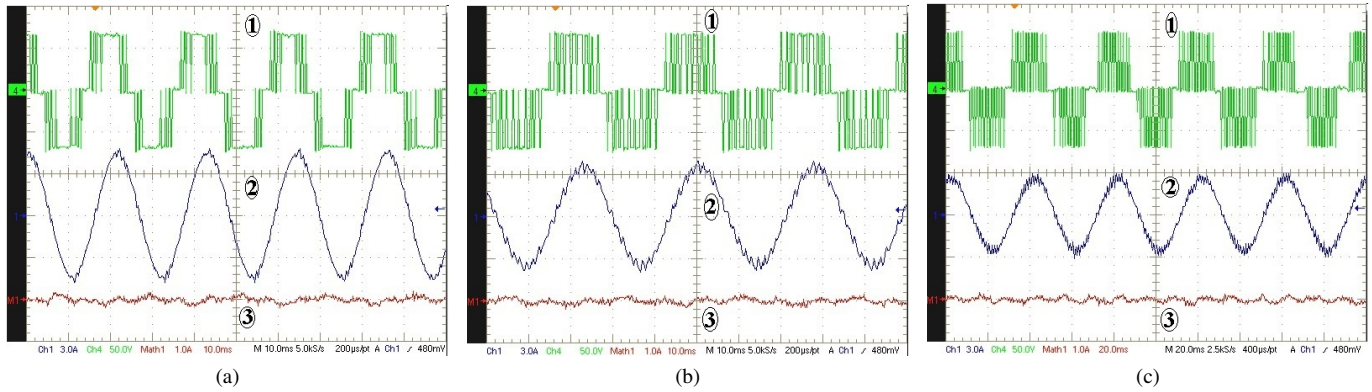 1
4
2
1
M1
3
Ch1 3.0A Ch4 50.0V Math1 1.0A 10.0ms M 10.0ms 5.0kS/s 200µs/pt A Ch1 / 480mV
(a)
1
4
2
1
M1
3
Ch1 3.0A Ch4 50.0V Math1 1.0A 10.0ms M 10.0ms 5.0kS/s 200µs/pt A Ch1 / 480mV
(b)
1
4
2
1
M1
3
Ch1 3.0A Ch4 50.0V Math1 1.0A 20.0ms M 20.0ms 2.5kS/s 400µs/pt A Ch1 / 480mV
(c)